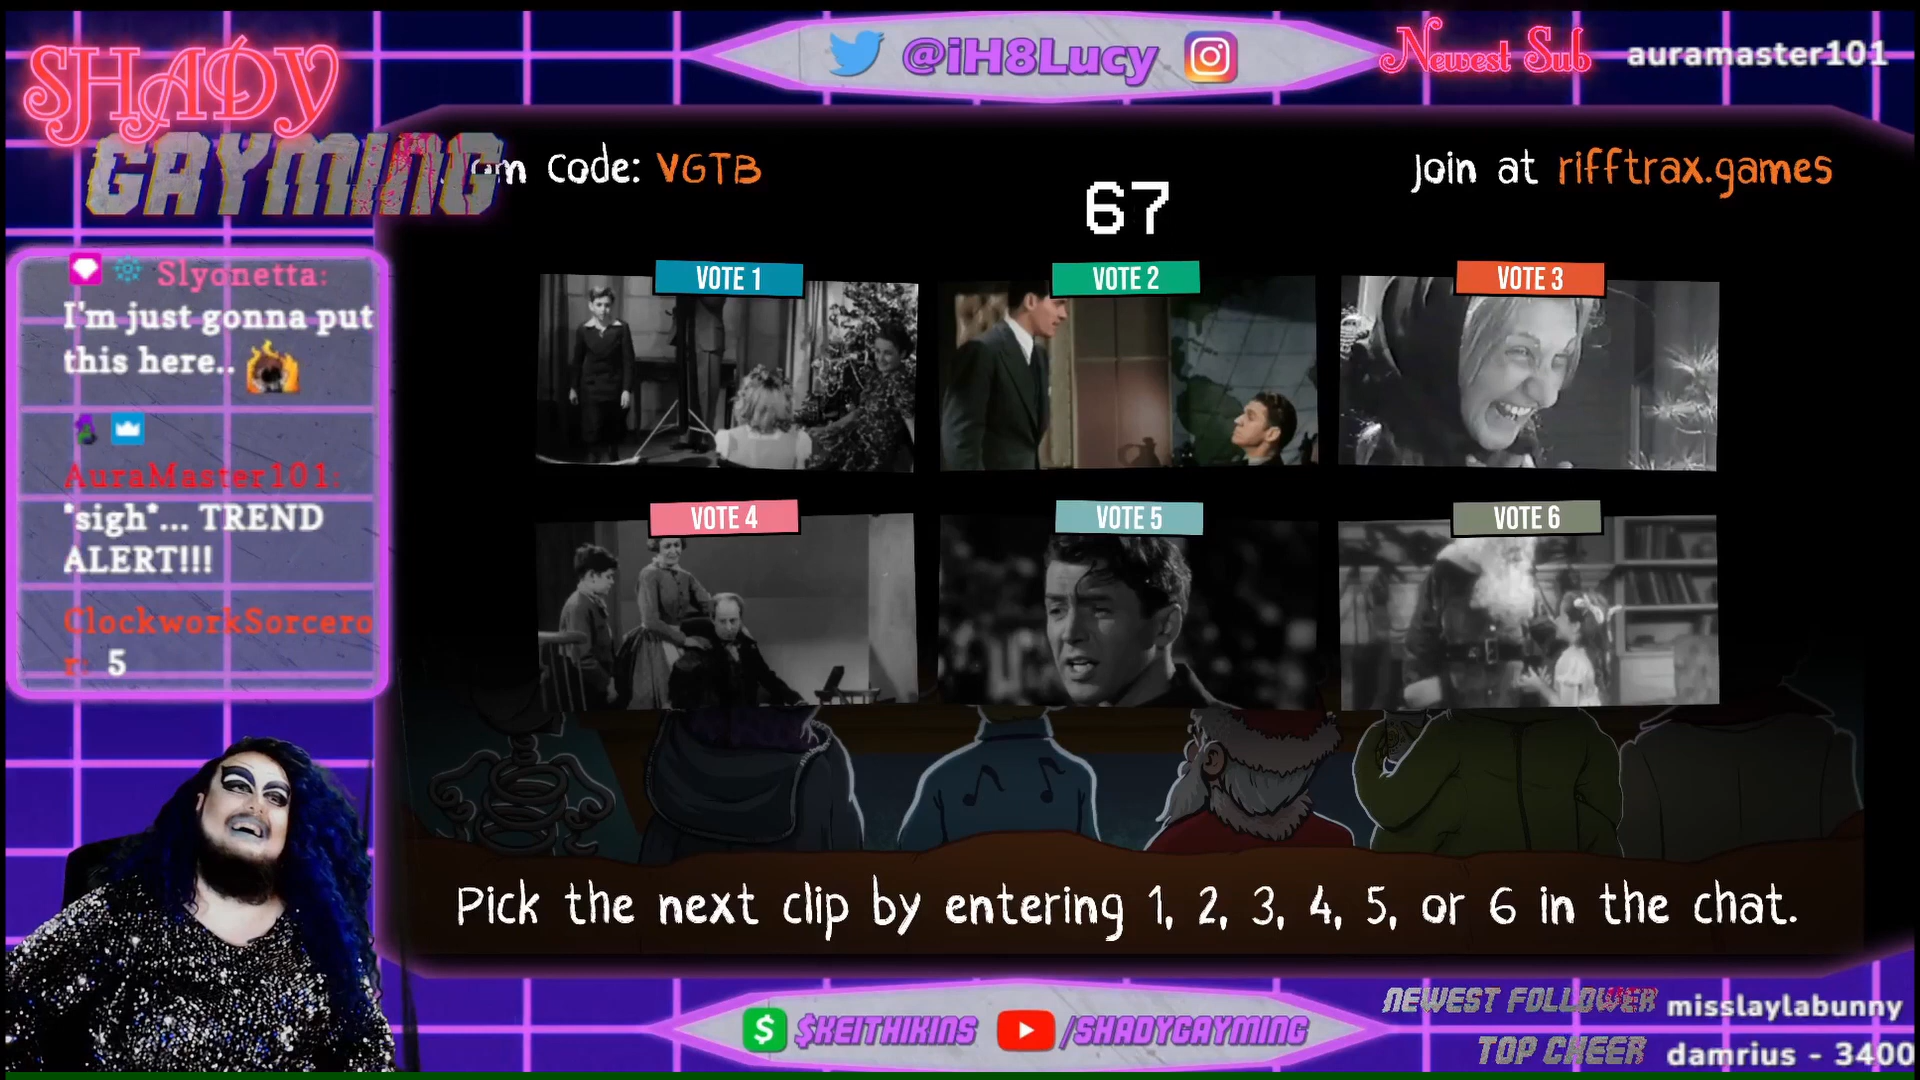 SHADY
GAYMING
@iH8Lucy
Newest Sub auramaster101
Code: VGTB
Join at rifftrax.games
67
VOTE 1
VOTE 2
VOTE 3
VOTE 4
VOTE 5
VOTE 6
Slyonetta:
I'm just gonna put
this here..
AuraMaster101:
*sigh*... TREND
ALERT!!!
ClockworkSorcero
r: 5
Pick the next clip by entering 1, 2, 3, 4, 5, or 6 in the chat.
$KEITHIKINS
/SHADYGAYMING
NEWEST FOLLOWER misslaylabunny
TOP CHEER damrius - 3400